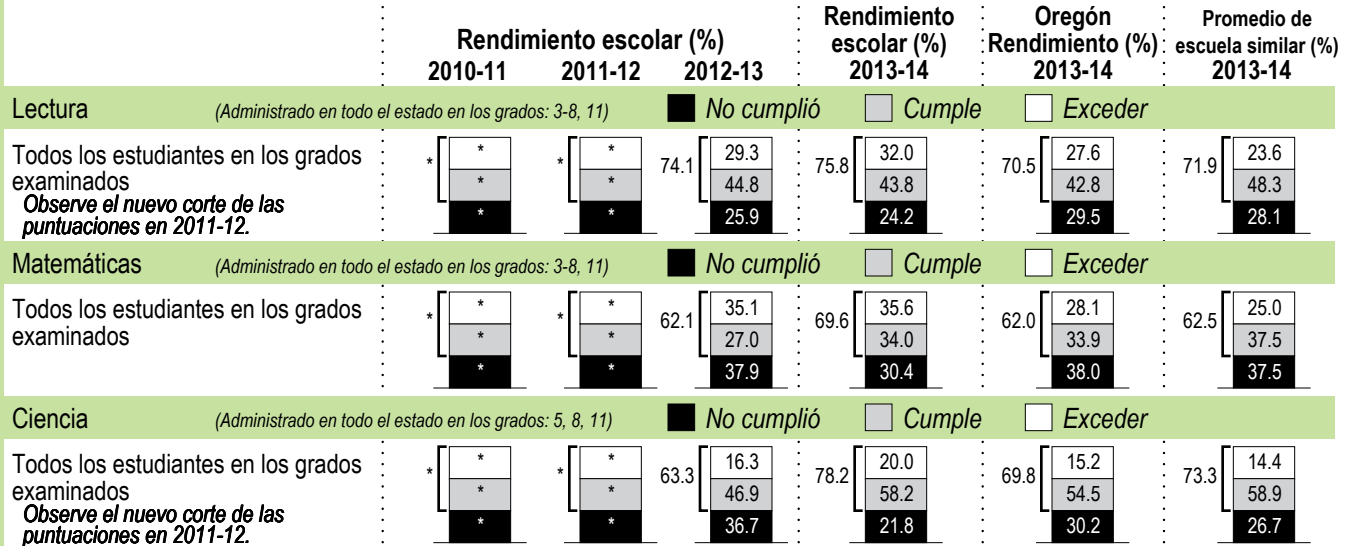 Rendimiento escolar (%)
2010-11 2011-12 2012-13
Rendimiento
escolar (%)
2013-14
Oregón
Rendimiento (%)
2013-14
Promedio de
escuela similar (%)
2013-14
Lectura (Administrado en todo el estado en los grados: 3-8, 11) No cumplió Cumple Exceder
Todos los estudiantes en los grados
examinados
Observe el nuevo corte de las
puntuaciones en 2011-12.
* * * *
* * * *
74.1 29.3 44.8 25.9
75.8 32.0 43.8 24.2
70.5 27.6 42.8 29.5
71.9 23.6 48.3 28.1
Matemáticas (Administrado en todo el estado en los grados: 3-8, 11) No cumplió Cumple Exceder
Todos los estudiantes en los grados
examinados
* * * *
* * * *
62.1 35.1 27.0 37.9
69.6 35.6 34.0 30.4
62.0 28.1 33.9 38.0
62.5 25.0 37.5 37.5
Ciencia (Administrado en todo el estado en los grados: 5, 8, 11) No cumplió Cumple Exceder
Todos los estudiantes en los grados
examinados
Observe el nuevo corte de las
puntuaciones en 2011-12.
* * * *
* * * *
63.3 16.3 46.9 36.7
78.2 20.0 58.2 21.8
69.8 15.2 54.5 30.2
73.3 14.4 58.9 26.7